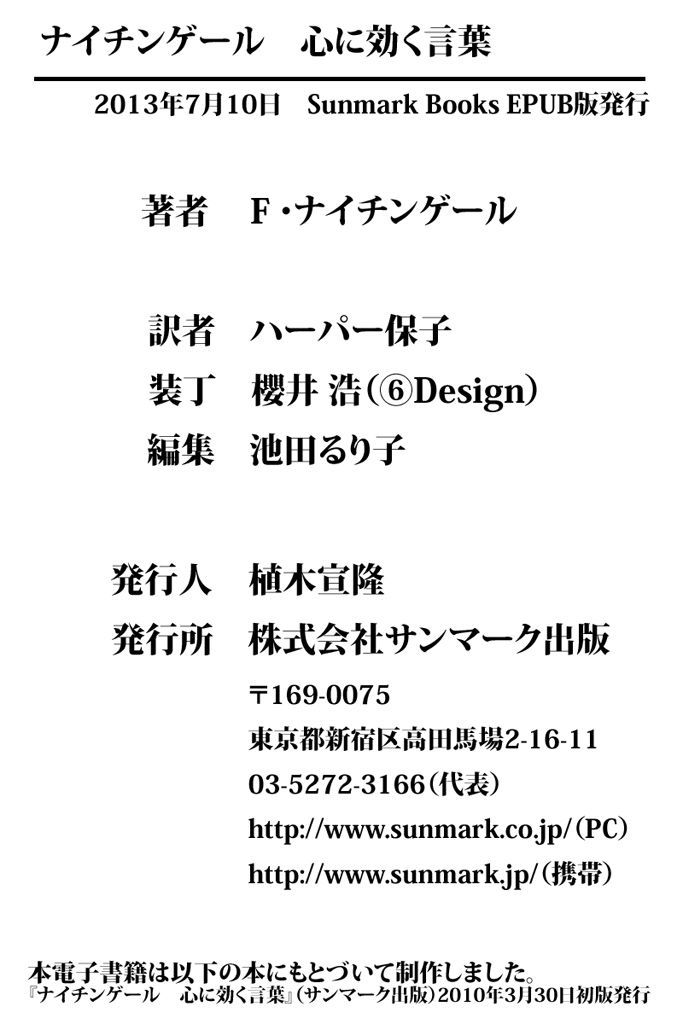 ナイチンゲール　心に効く言葉
2013年7月10日　Sunmark Books EPUB版発行
著者　F・ナイチンゲール
訳者　ハーパー保子
装丁　櫻井 浩（⑥Design）
編集　池田るり子
発行人　植木宣隆
発行所　株式会社サンマーク出版
〒169-0075
東京都新宿区高田馬場2-16-11
03-5272-3166（代表）
http://www.sunmark.co.jp/（PC）
http://www.sunmark.jp/（携帯）
本電子書籍は以下の本にもとづいて制作しました。
『ナイチンゲール　心に効く言葉』（サンマーク出版）2010年3月30日初版発行